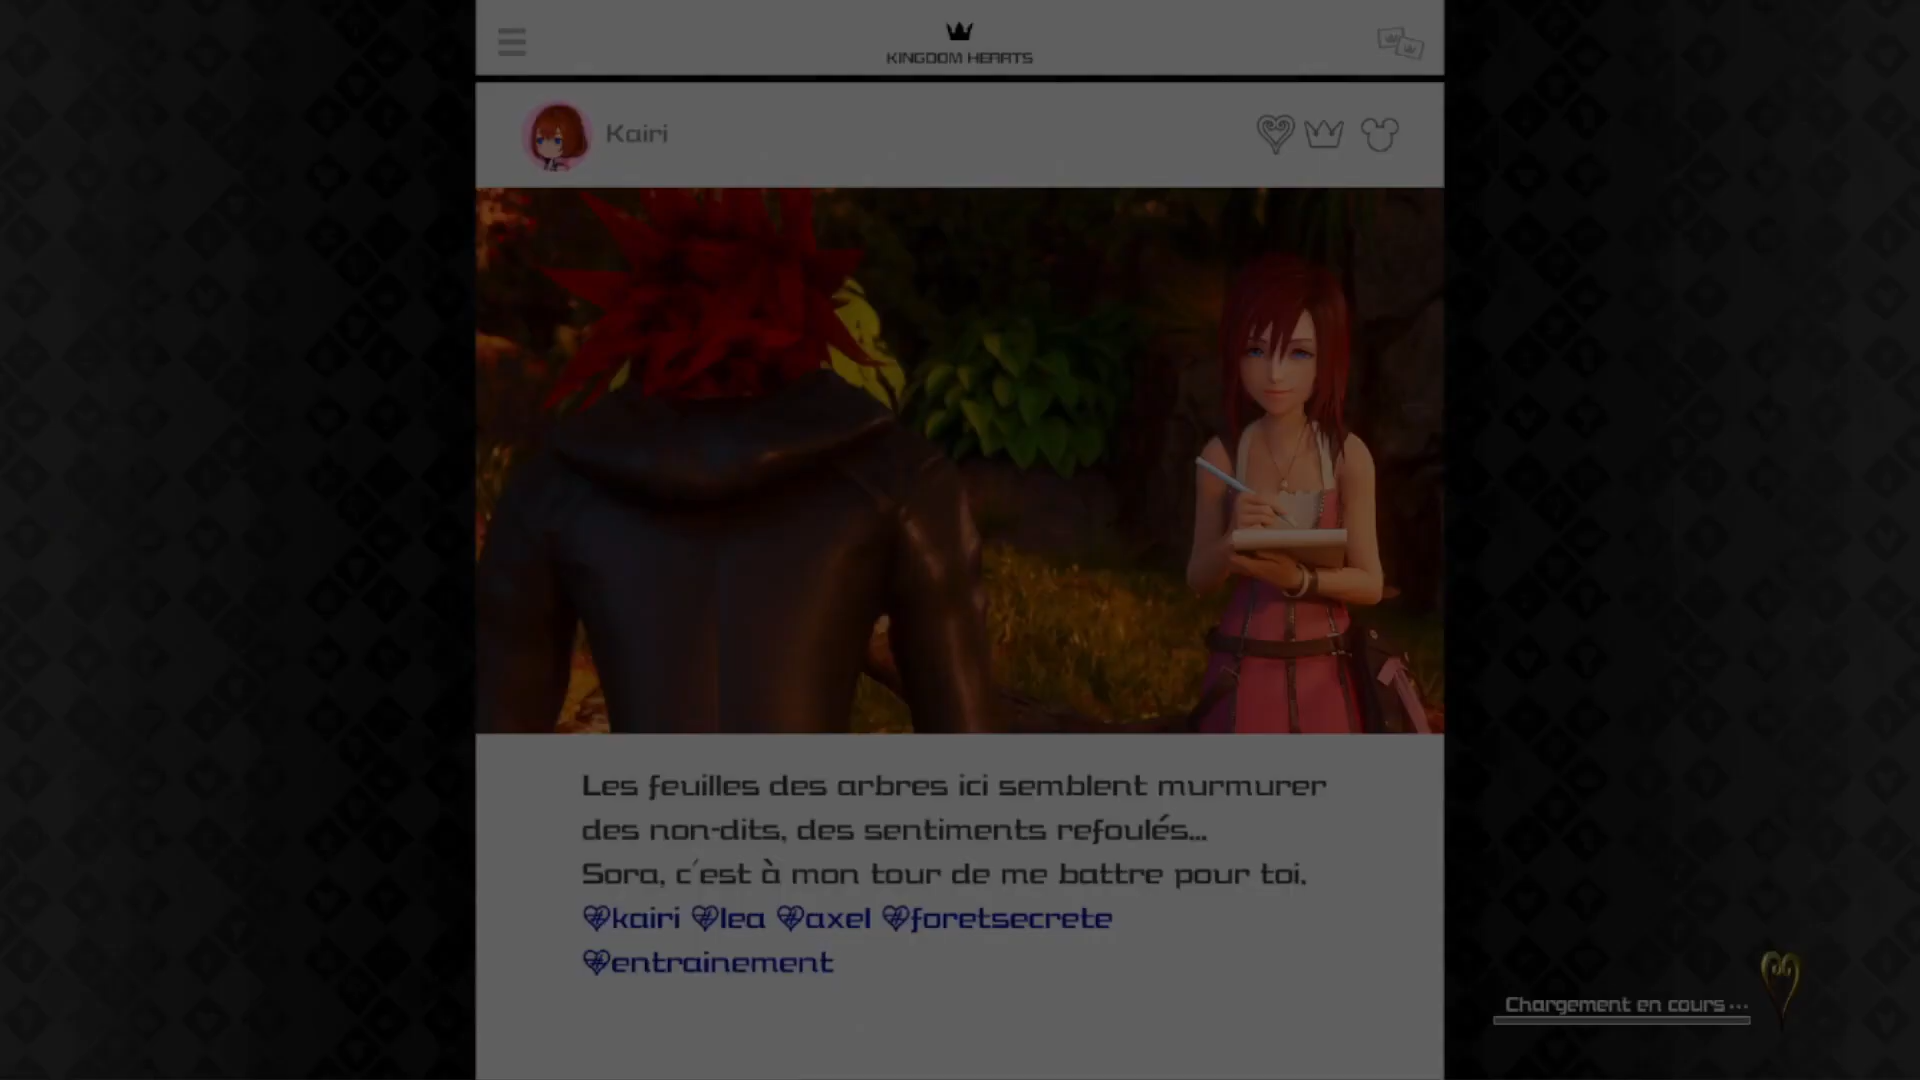 KINGDOM HEARTS
Kairi
Les feuilles des arbres ici semblent murmurer
des non-dits, des sentiments refoulés...
Sora, c'est à mon tour de me battre pour toi.
#kairi #lea #axel #foretsecrete
#entrainement
Chargement en cours ...